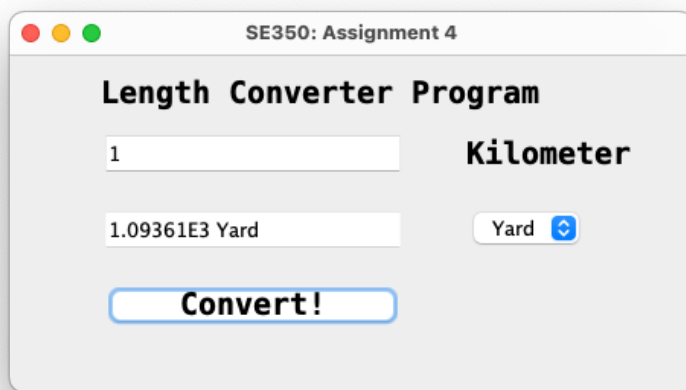 SE350: Assignment 4
Length Converter Program
1 Kilometer
1.09361E3 Yard Yard
Convert!